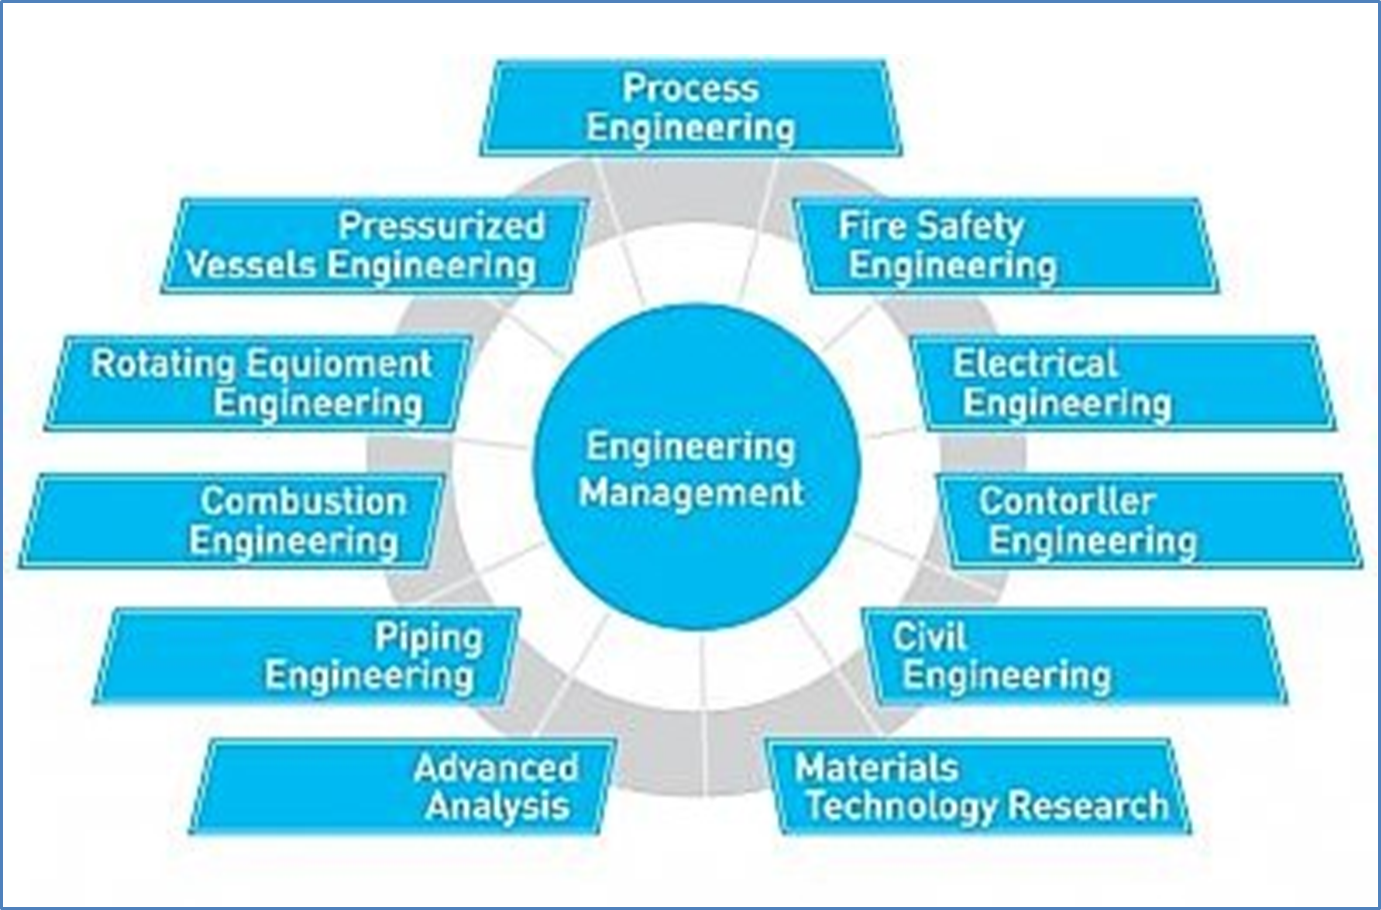 Process
Engineering
Pressurized
Vessels Engineering
Fire Safety
Engineering
Rotating Equioment
Engineering
Electrical
Engineering
Engineering
Management
Combustion
Engineering
Contorller
Engineering
Piping
Engineering
Civil
Engineering
Advanced
Analysis
Materials
Technology Research